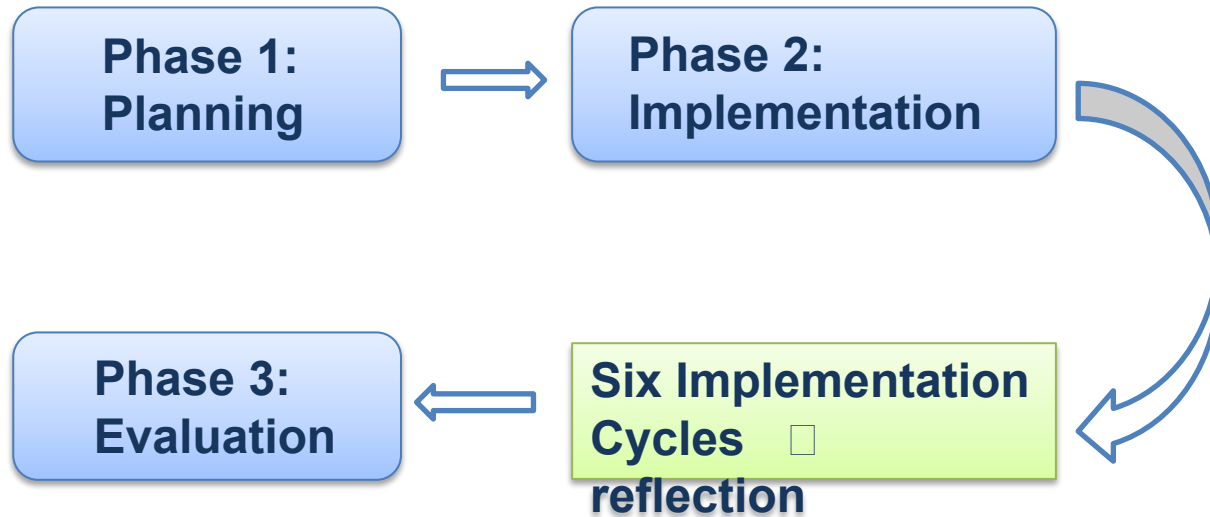 Phase 1:
Planning
Phase 2:
Implementation
Six Implementation
Cycles □
reflection
Phase 3:
Evaluation